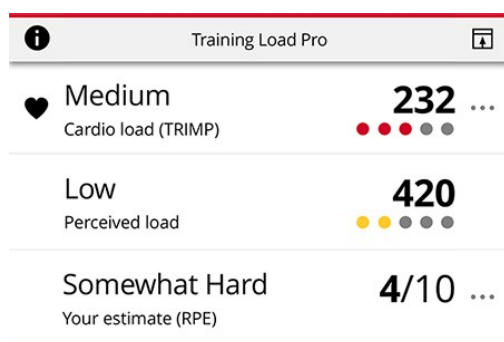 Training Load Pro
Medium 232 ...
Cardio load (TRIMP)
Low 420
Perceived load
Somewhat Hard 4/10 ...
Your estimate (RPE)